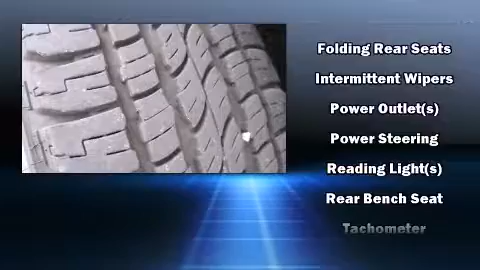 Folding Rear Seats
Intermittent Wipers
Power Outlet(s)
Power Steering
Reading Light(s)
Rear Bench Seat
Tachometer